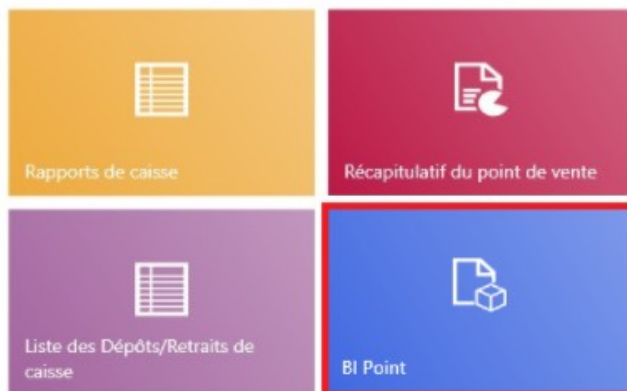 Rapports de caisse
Récapitulatif du point de vente
Liste des Dépôts/Retraits de
caisse
BI Point